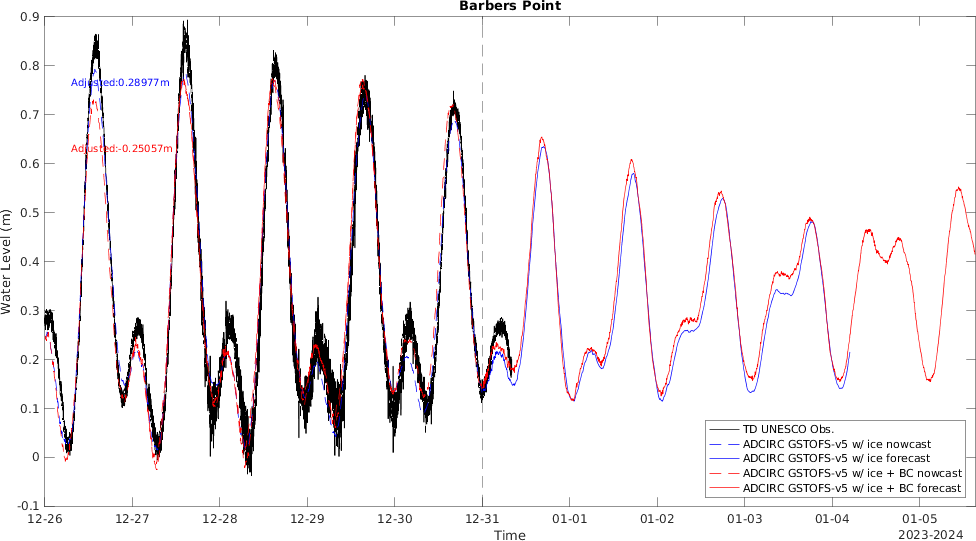 Barbers Point
0.9
0.8
0.7
0.6
0.5
0.4
0.3
0.2
0.1
0
-0.1
Water Level (m)
Adjusted:0.28977m
Adjusted:-0.25057m
TD UNESCO Obs.
ADCIRC GSTOFS-v5 w/ ice nowcast
ADCIRC GSTOFS-v5 w/ ice forecast
ADCIRC GSTOFS-v5 w/ ice + BC nowcast
ADCIRC GSTOFS-v5 w/ ice + BC forecast
12-26 12-27 12-28 12-29 12-30 12-31 01-01 01-02 01-03 01-04 01-05
Time
2023-2024